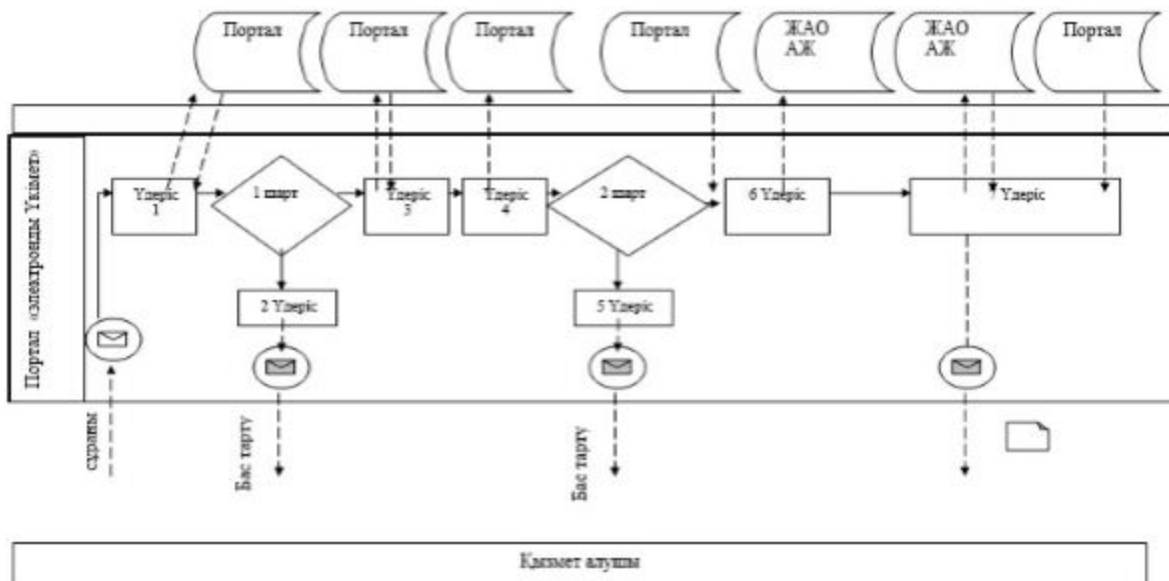 Портал
Портал
Портал
Портал
ЖАО
АЖ
ЖАО
АЖ
Портал
Портал «электронды Үкімет»
Үдеріс
1
1 шарт
Үдеріс
3
Үдеріс
4
2 шарт
6 Үдеріс
7 Үдеріс
2 Үдеріс
5 Үдеріс
сұраны
Бас тарту
Бас тарту
Қызмет алушы